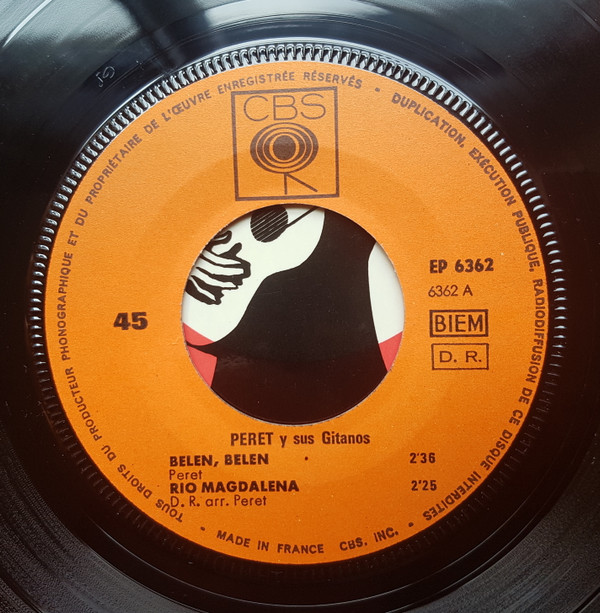 TOUS DROITS DU PRODUCTEUR PHONOGRAPHIQUE ET DU PROPRIÉTAIRE DE L'ŒUVRE ENREGISTRÉE RÉSERVÉS • DUPLICATION, EXÉCUTION PUBLIQUE, RADIODIFFUSION DE CE DISQUE INTERDITES
CBS
EP 6362
6362 A
45
BIEM
D. R.
PERET y sus Gitanos
BELEN, BELEN 2'36
Peret
RIO MAGDALENA 2'25
D. R. arr. Peret
• MADE IN FRANCE CBS, INC. •